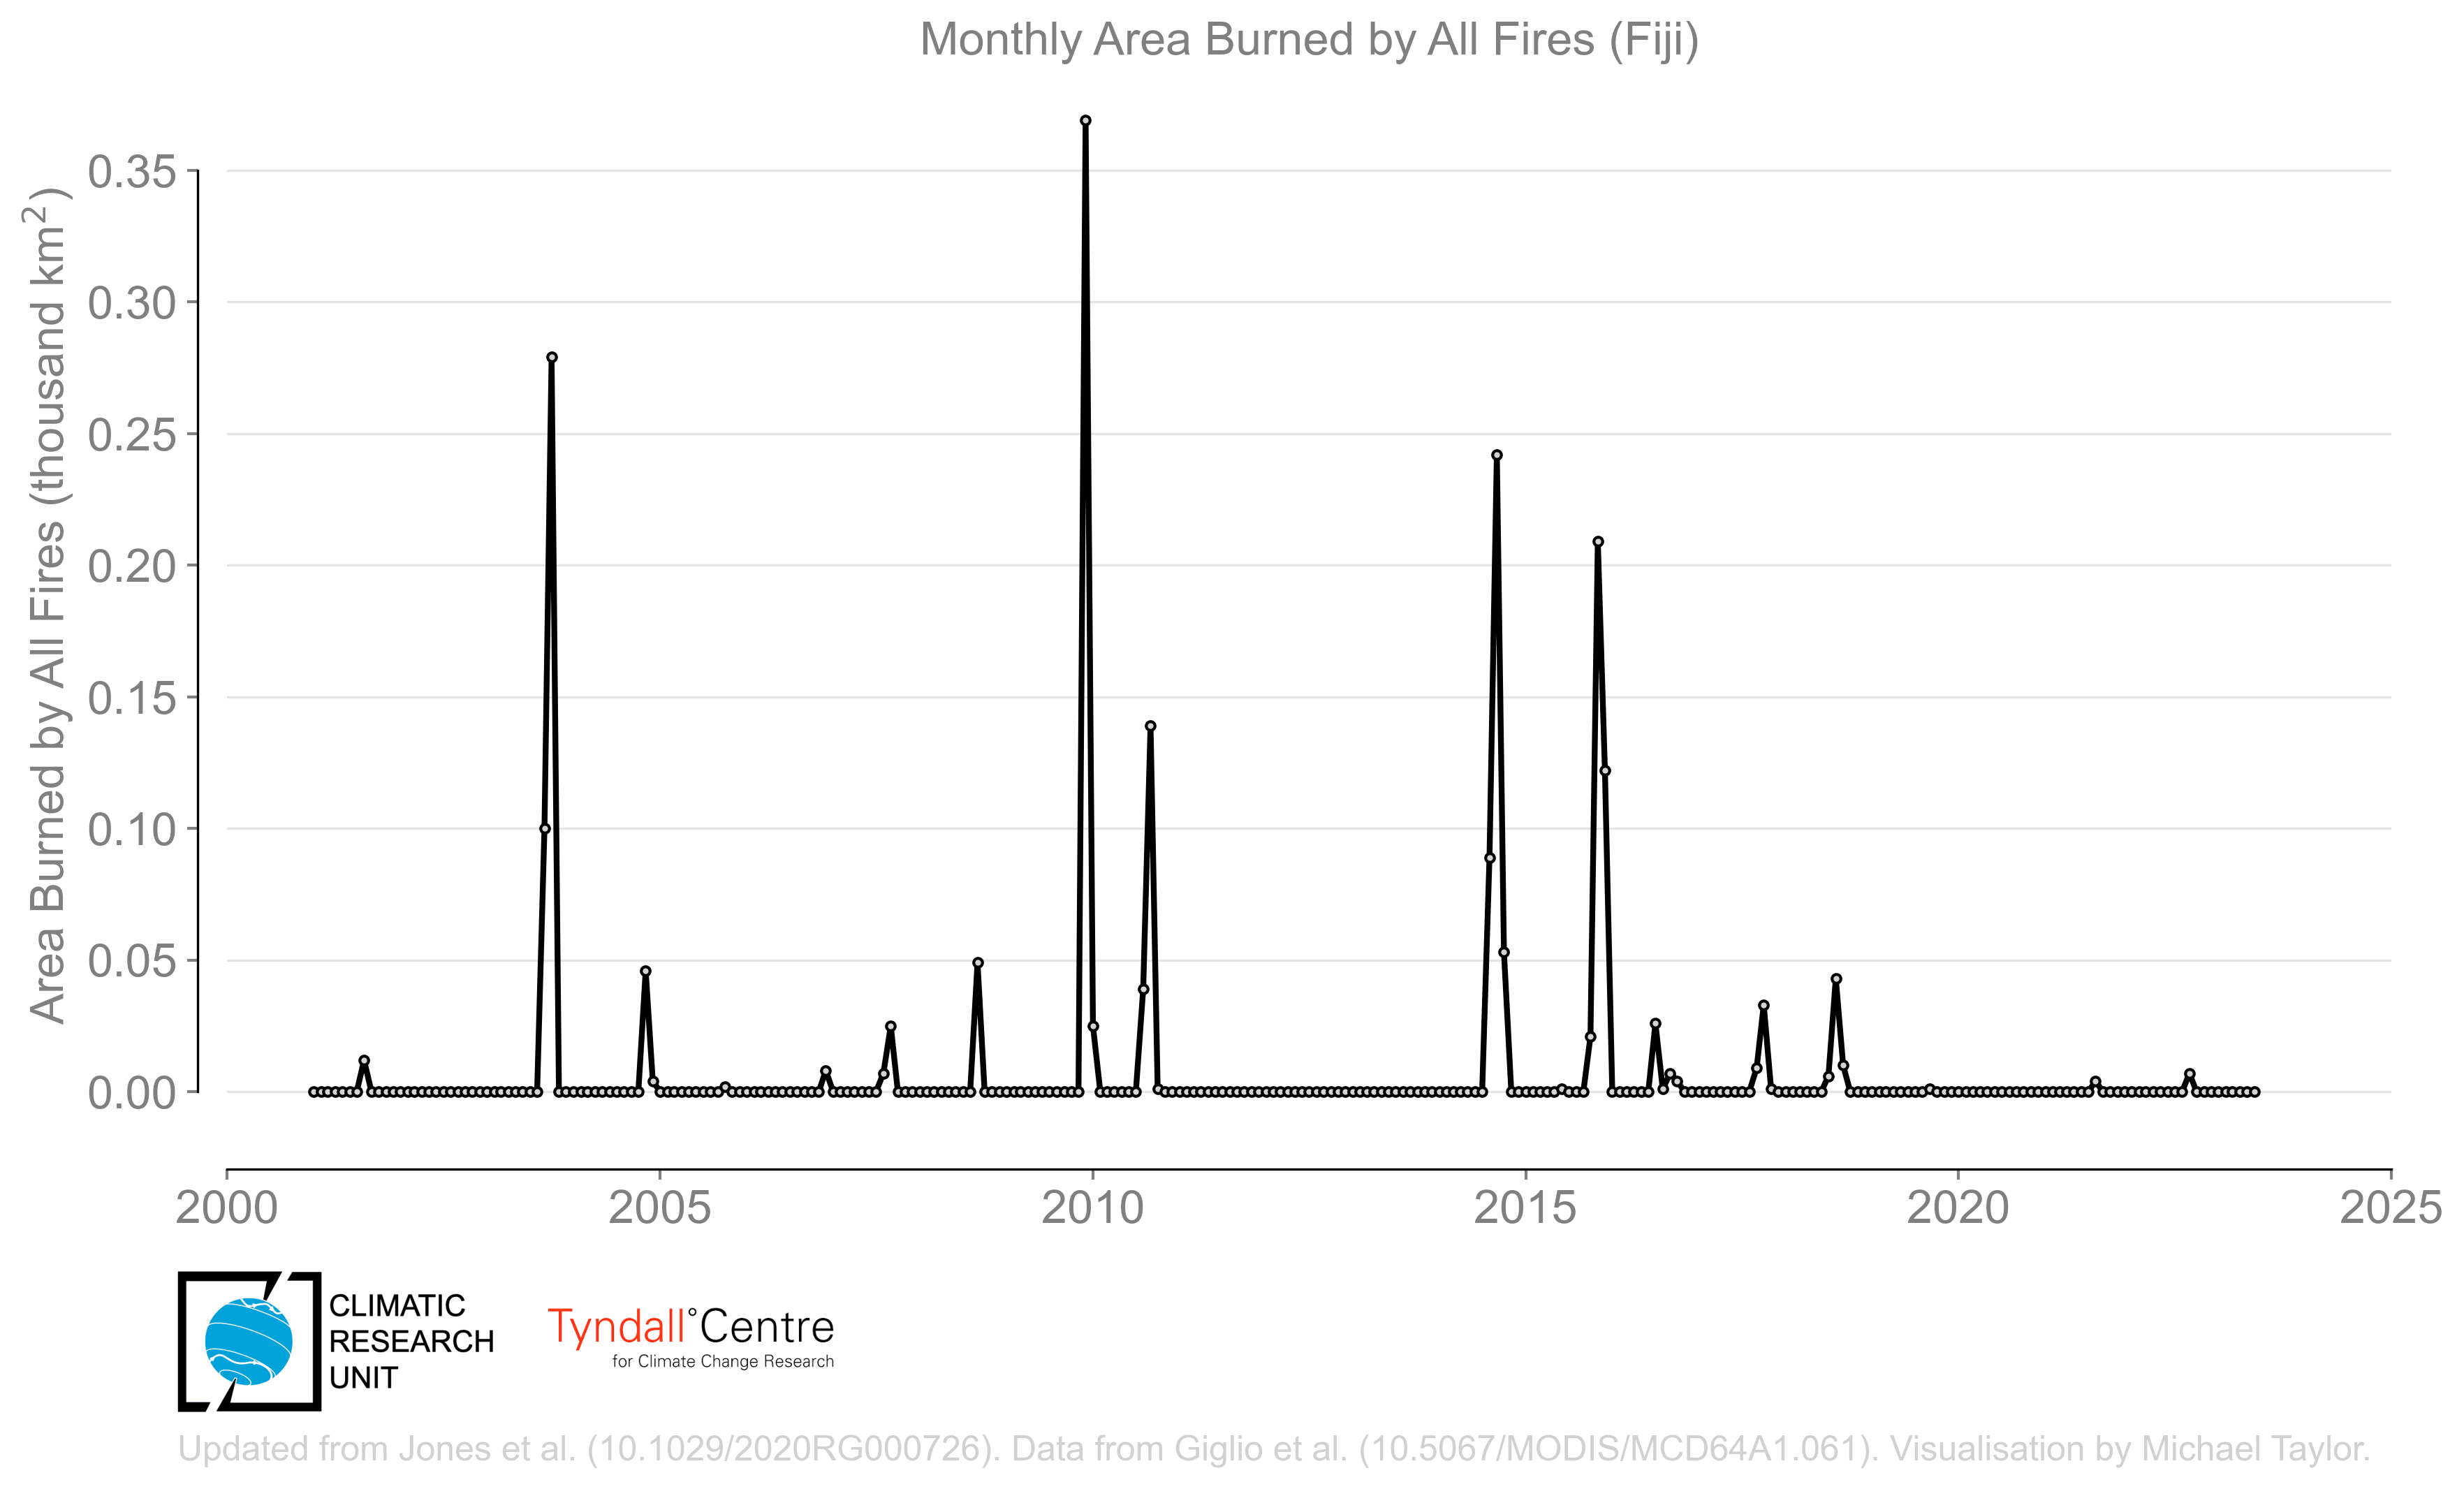 Monthly Area Burned by All Fires (Fiji)
Area Burned by All Fires (thousand km²)
0.35
0.30
0.25
0.20
0.15
0.10
0.05
0.00
2000 2005 2010 2015 2020 2025
CLIMATIC
RESEARCH
UNIT
Tyndall°Centre
for Climate Change Research
Updated from Jones et al. (10.1029/2020RG000726). Data from Giglio et al. (10.5067/MODIS/MCD64A1.061). Visualisation by Michael Taylor.